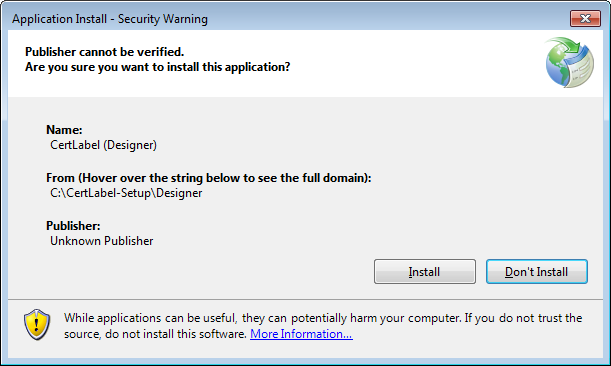 Application Install - Security Warning
Publisher cannot be verified.
Are you sure you want to install this application?
Name:
CertLabel (Designer)
From (Hover over the string below to see the full domain):
C:\CertLabel-Setup\Designer
Publisher:
Unknown Publisher
Install Don't Install
While applications can be useful, they can potentially harm your computer. If you do not trust the
source, do not install this software. More Information...